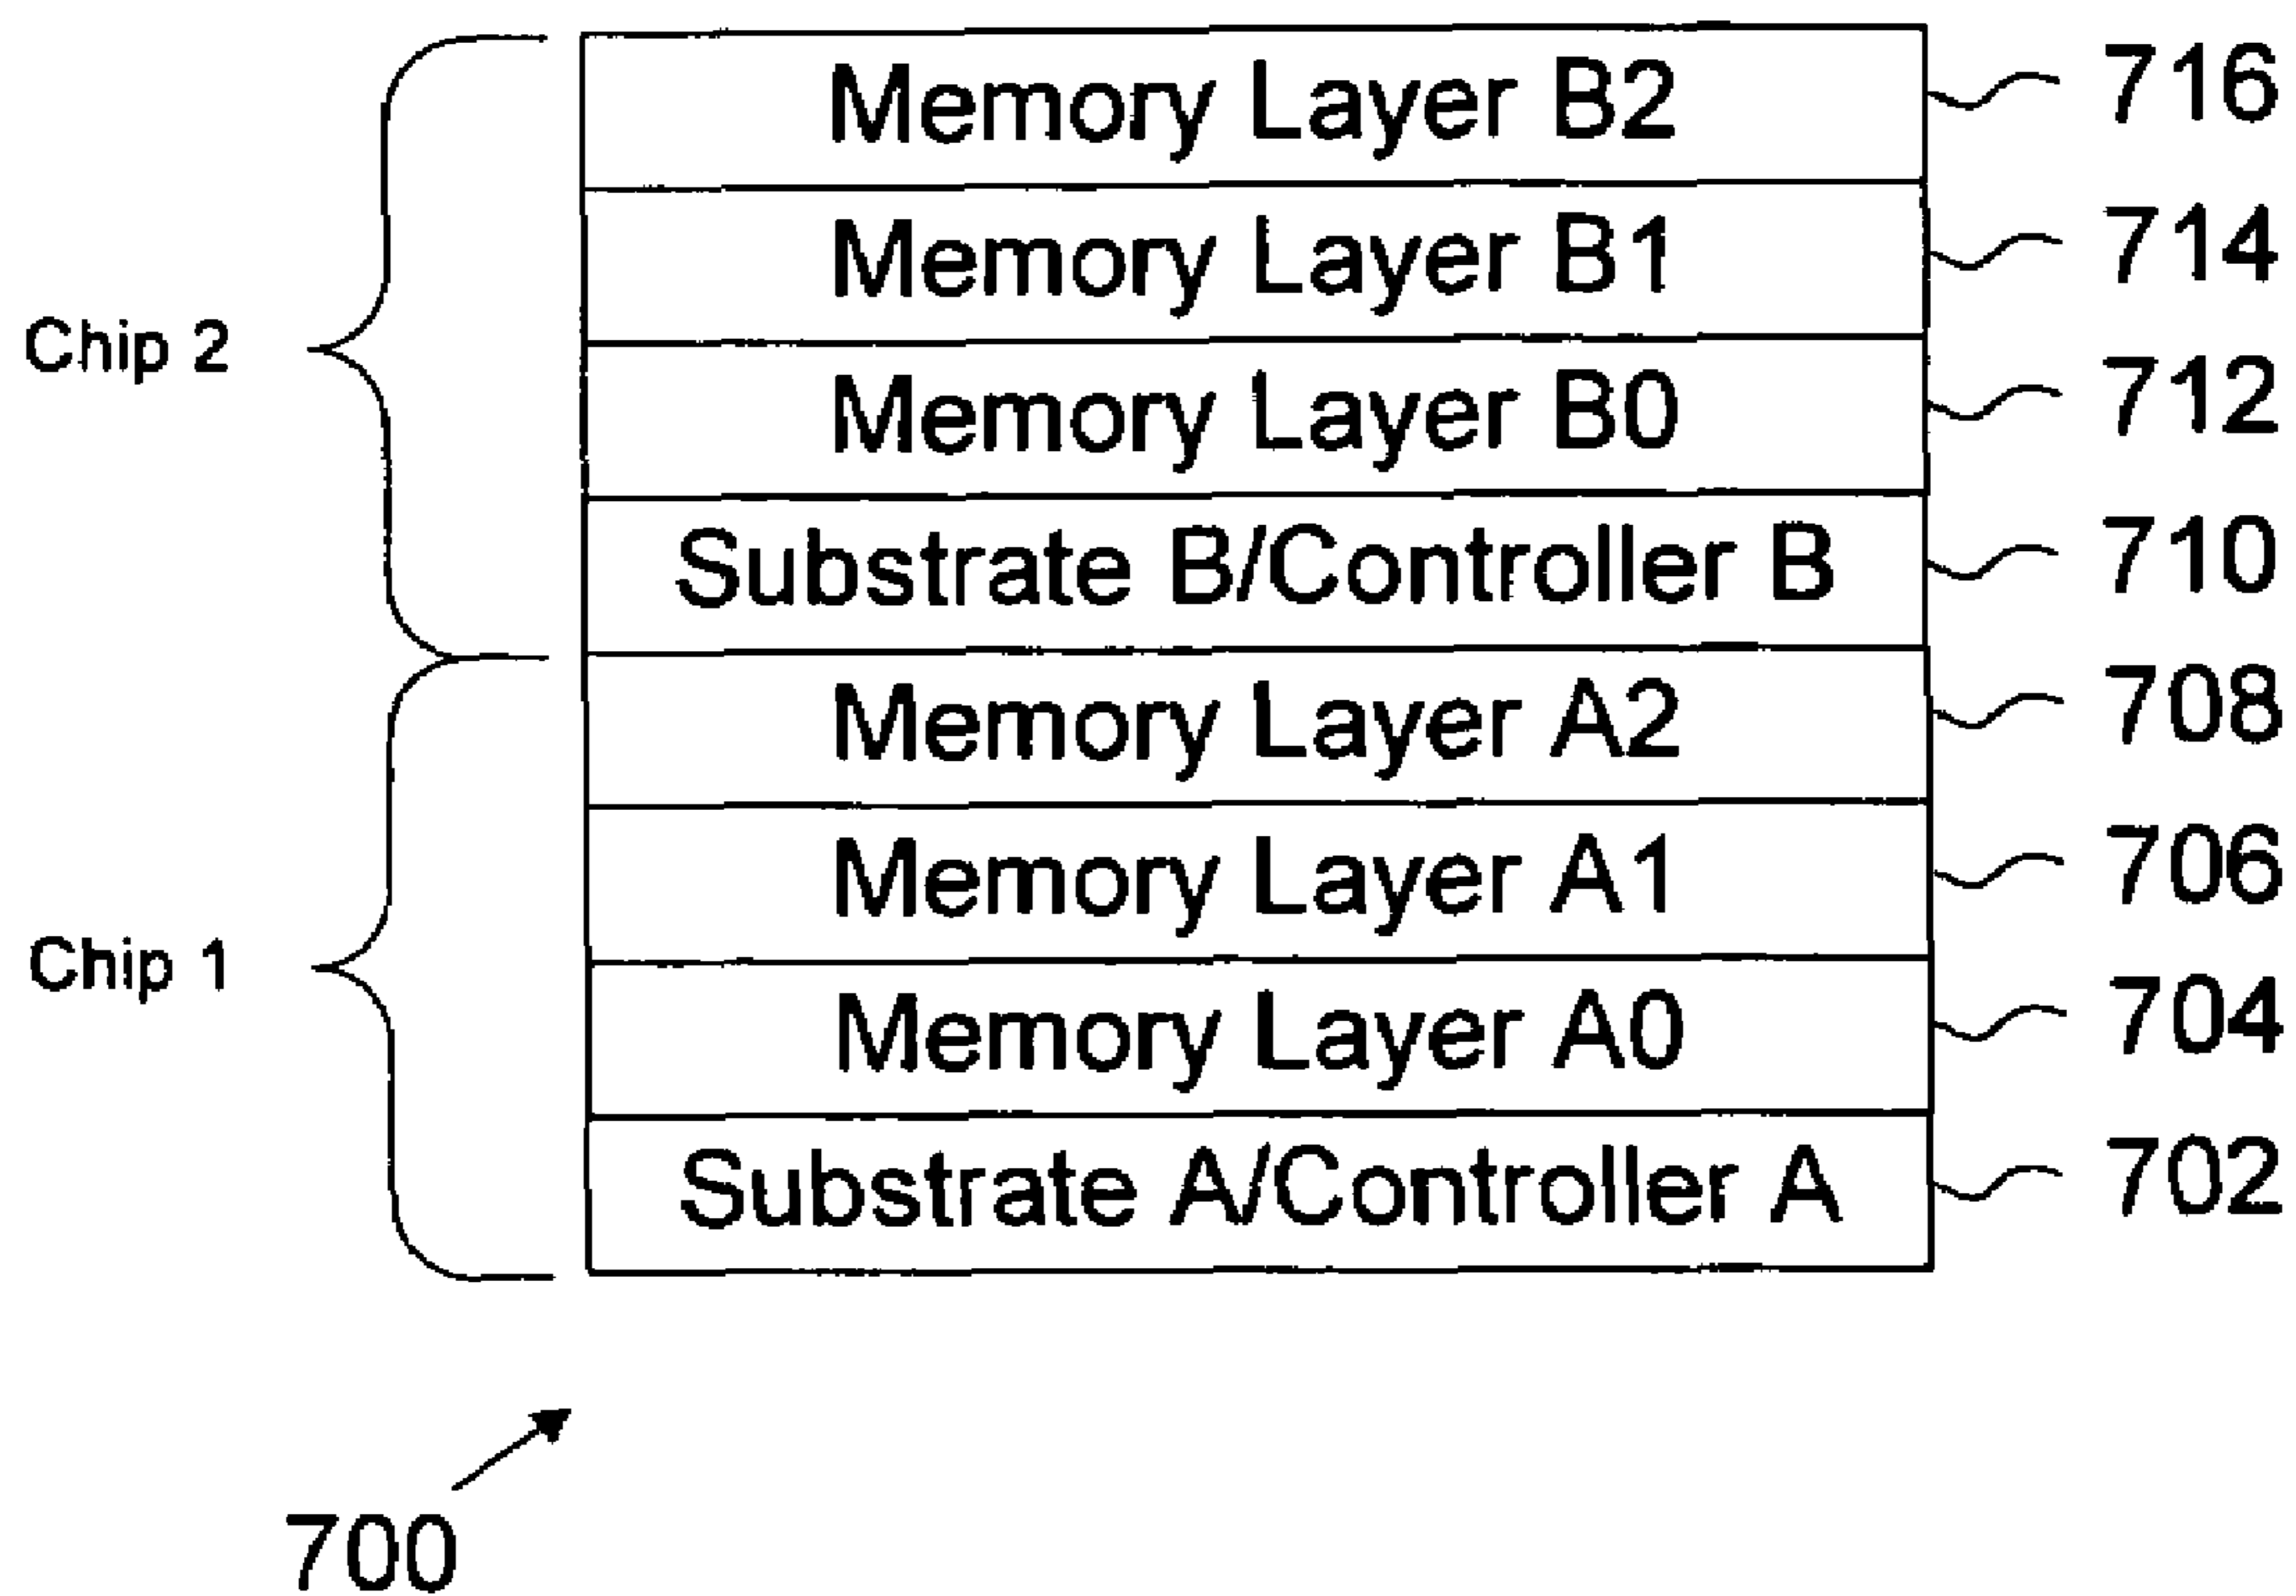 Memory Layer B2 716
Memory Layer B1 714
Chip 2
Memory Layer B0 712
Substrate B/Controller B 710
Memory Layer A2 708
Memory Layer A1 706
Chip 1
Memory Layer A0 704
Substrate A/Controller A 702
700